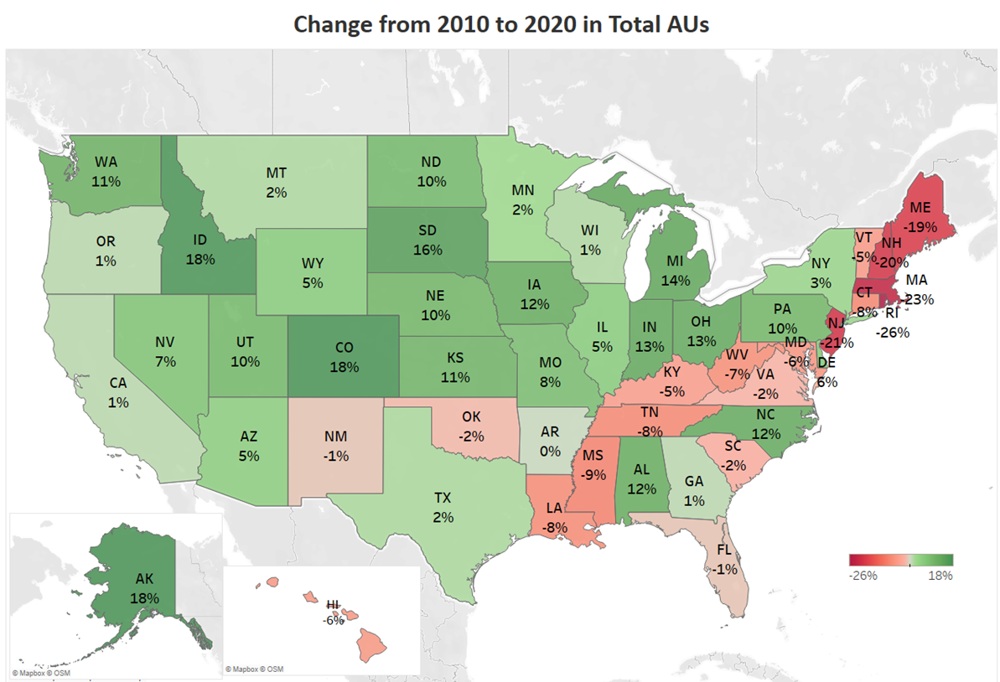 Change from 2010 to 2020 in Total AUs
WA
11%
MT
2%
ND
10%
MN
2%
ME
-19%
OR
1%
ID
18%
SD
16%
WI
1%
VT
-5%
NH
-20%
WY
5%
MI
14%
NY
3%
MA
-23%
IA
12%
CT
-8%
RI
-26%
NE
10%
PA
10%
NJ
-21%
NV
7%
UT
10%
CO
18%
IL
5%
IN
13%
OH
13%
MD
-6%
DE
6%
KS
11%
MO
8%
KY
-5%
WV
-7%
VA
-2%
CA
1%
AZ
5%
NM
-1%
OK
-2%
AR
0%
TN
-8%
NC
12%
SC
-2%
MS
-9%
AL
12%
GA
1%
TX
2%
LA
-8%
FL
-1%
-26%
18%
AK
18%
HI
-6%
© Mapbox © OSM
© Mapbox © OSM